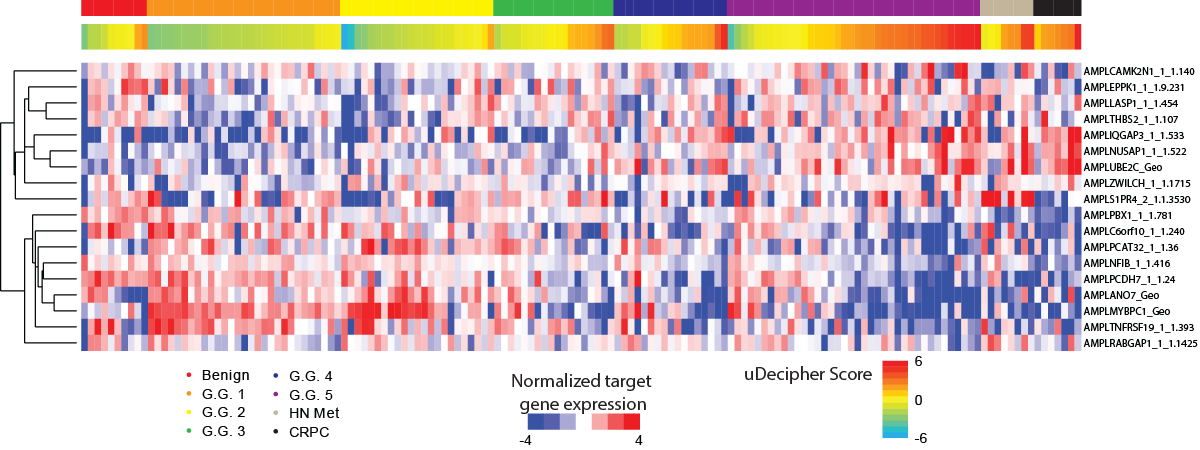 AMPLCAMK2N1_1_1.140
AMPLEPPK1_1_1.9.231
AMPLLASP1_1_1.454
AMPLTHBS2_1_1.107
AMPLIQGAP3_1_1.533
AMPLNUSAP1_1_1.522
AMPLUBE2C_Geo
AMPLZWILCH_1_1.1715
AMPLS1PR4_2_1.1.3530
AMPLPBX1_1_1.781
AMPLC6orf10_1_1.240
AMPLPCAT32_1_1.36
AMPLNFIB_1_1.416
AMPLPCDH7_1_1.24
AMPLANO7_Geo
AMPLMYBPC1_Geo
AMPLTNFRSF19_1_1.393
AMPLRABGAP1_1_1.1425
Benign
G.G. 1
G.G. 2
G.G. 3
G.G. 4
G.G. 5
HN Met
CRPC
Normalized target
gene expression
-4 4
uDecipher Score
6
0
-6